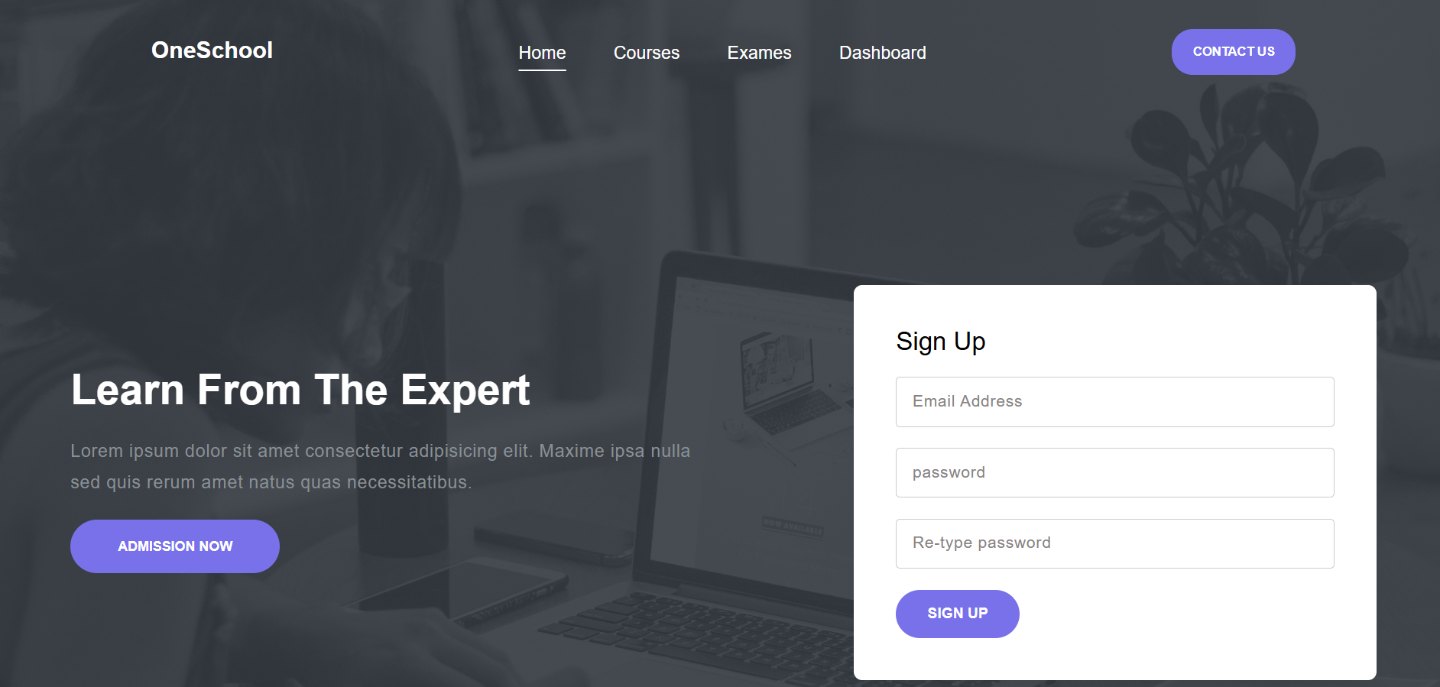 OneSchool
Home
Courses
Exames
Dashboard
CONTACT US
Learn From The Expert
Lorem ipsum dolor sit amet consectetur adipisicing elit. Maxime ipsa nulla
sed quis rerum amet natus quas necessitatibus.
ADMISSION NOW
Sign Up
Email Address
password
Re-type password
SIGN UP